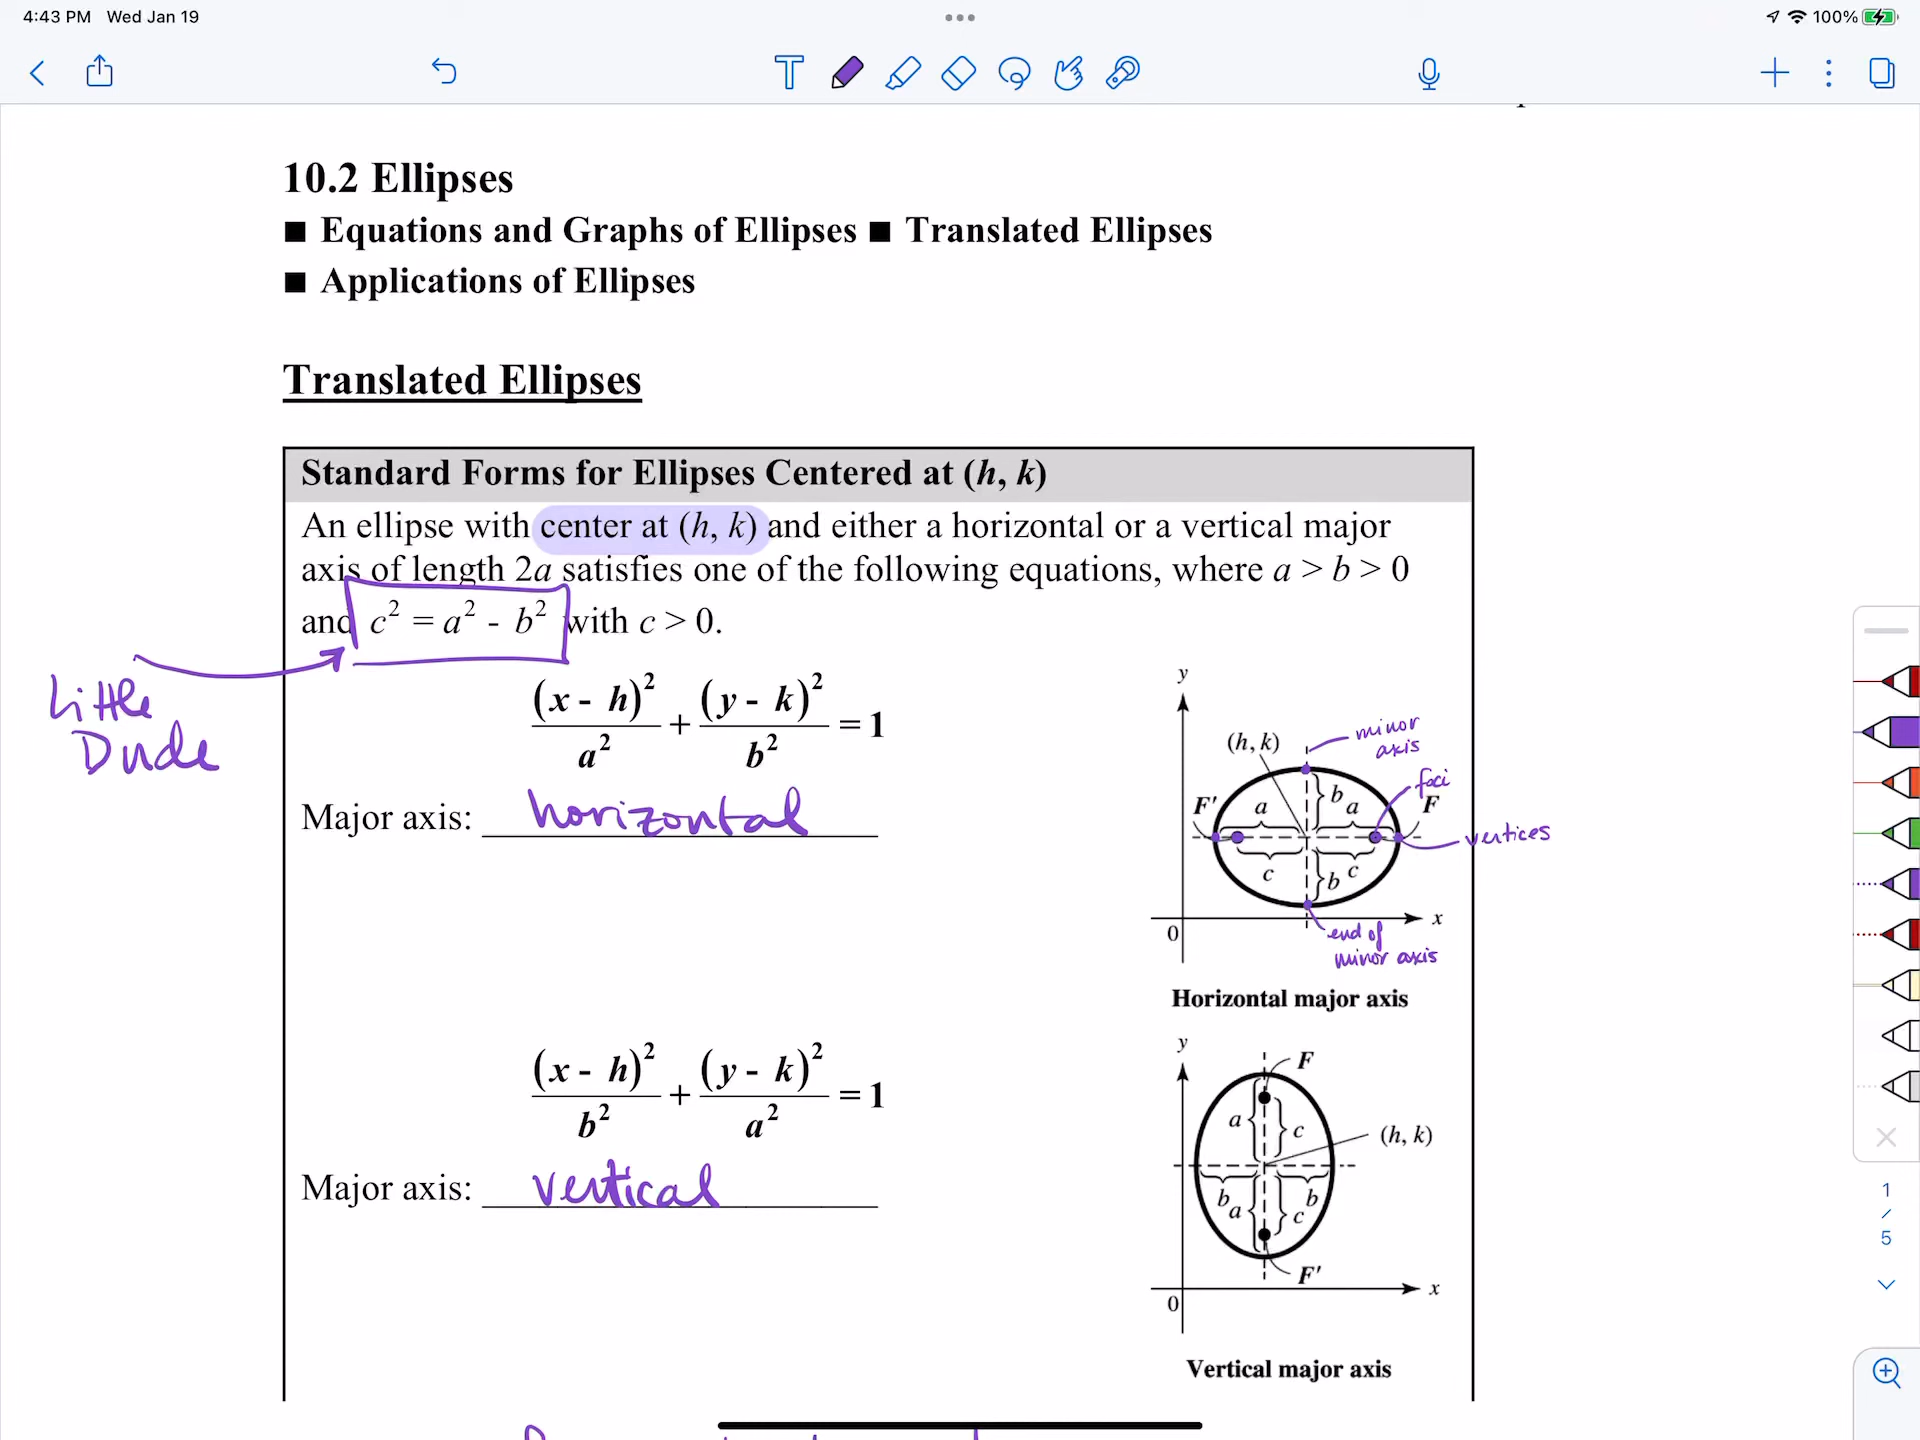 4:43 PM Wed Jan 19
100%
10.2 Ellipses
■ Equations and Graphs of Ellipses ■ Translated Ellipses
■ Applications of Ellipses
Translated Ellipses
Standard Forms for Ellipses Centered at (h, k)
An ellipse with center at (h, k) and either a horizontal or a vertical major
axis of length 2a satisfies one of the following equations, where a > b > 0
and c² = a² - b² with c > 0.
Little
Dude
(x - h)²/a² + (y - k)²/b² = 1
Major axis: horizontal
y
minor
axis
(h, k)
foci
F'
a
b
a
F
vertices
c
b
c
x
0
end of
minor axis
Horizontal major axis
(x - h)²/b² + (y - k)²/a² = 1
Major axis: vertical
y
F
a
c
(h, k)
b
a
c
b
F'
x
0
Vertical major axis
1
/
5